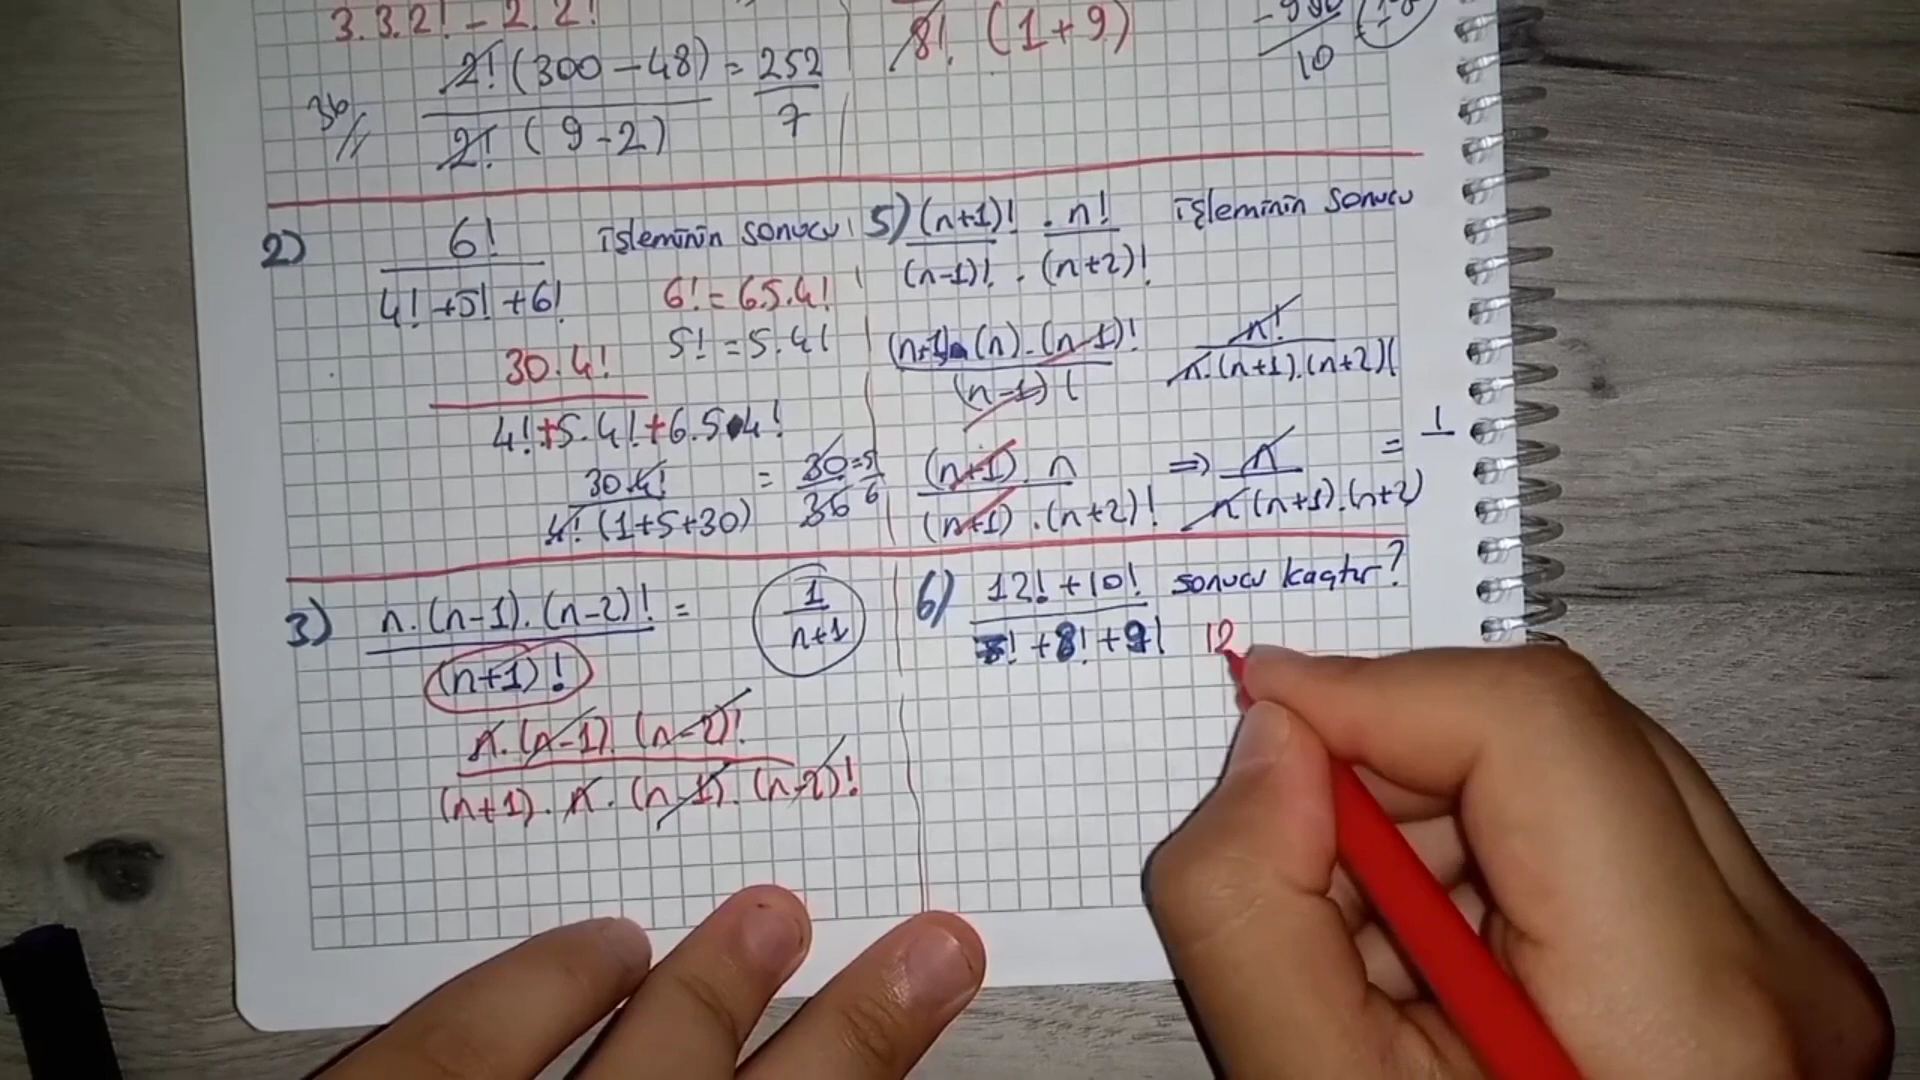 3.3.2! - 2.2!
2! (300 - 48) = 252
2! ( 9 - 2) 7
36 //
8! (1 + 9)
10
2) 6! işleminin sonucu
4! + 5! + 6!
6! = 6.5.4!
5! = 5.4!
30.4!
4! + 5.4! + 6.5.4!
30.4! = 30 = 5
4! (1 + 5 + 30) 36 6
5) (n+1)! . n! işleminin sonucu
(n-1)! . (n+2)!
(n+1). (n). (n-1)! n!
(n-1)! n.(n+1).(n+2)(
(n+1) n => n = 1
(n+1) . (n+2)! n (n+1).(n+2)
3) n.(n-1).(n-2)! = 1
(n+1)! n+1
n.(n-1).(n-2)!
(n+1). n. (n-1). (n-2)!
6) 12! + 10! sonucu kaçtır?
! + 8! + 9!
12